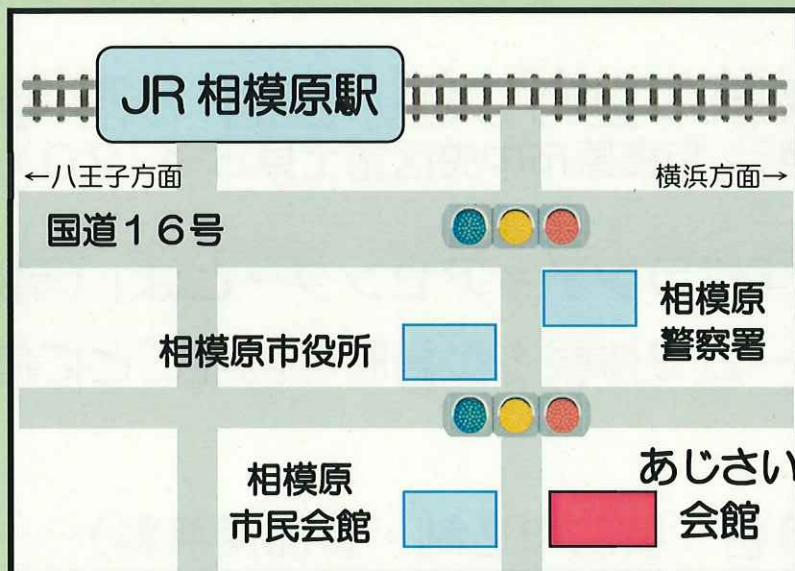 JR 相模原駅
←八王子方面
横浜方面→
国道16号
相模原
警察署
相模原市役所
相模原
市民会館
あじさい
会館